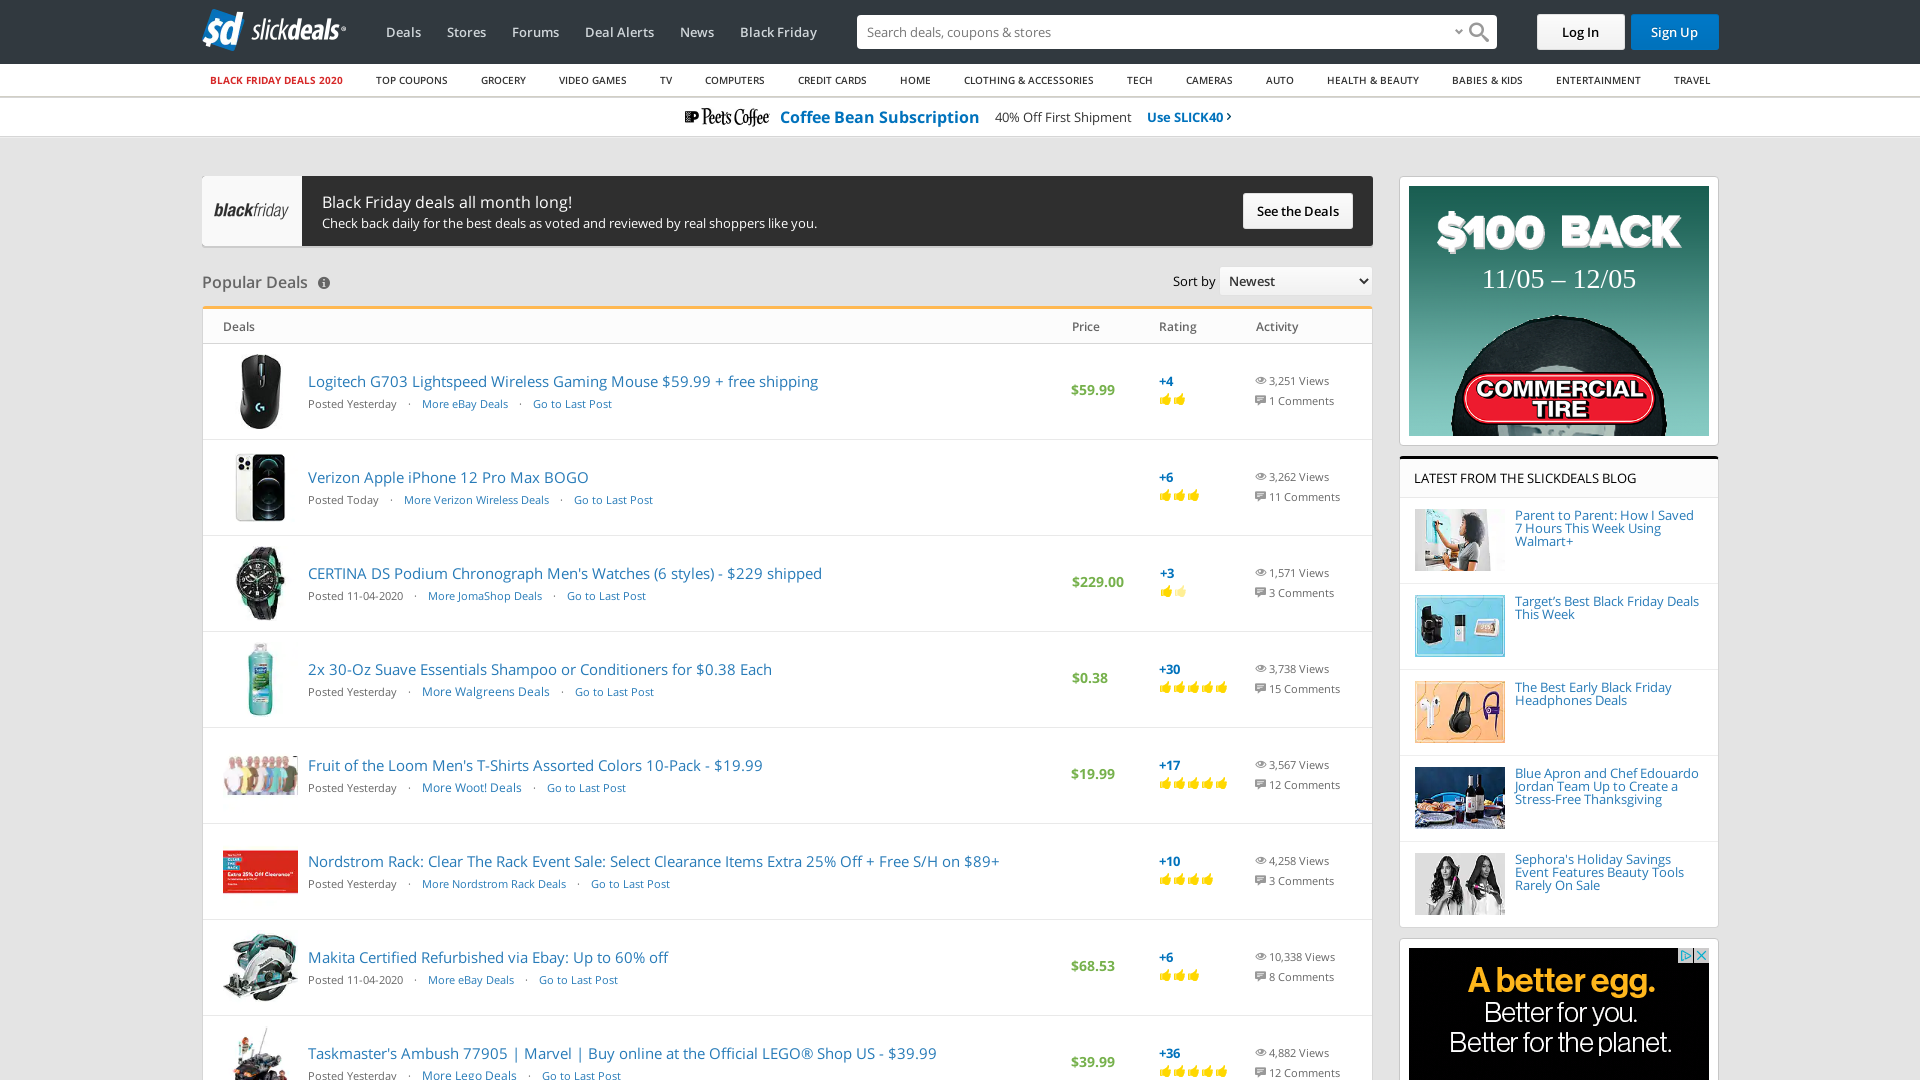 slickdeals
Deals
Stores
Forums
Deal Alerts
News
Black Friday
Search deals, coupons & stores
Log In
Sign Up
BLACK FRIDAY DEALS 2020
TOP COUPONS
GROCERY
VIDEO GAMES
TV
COMPUTERS
CREDIT CARDS
HOME
CLOTHING & ACCESSORIES
TECH
CAMERAS
AUTO
HEALTH & BEAUTY
BABIES & KIDS
ENTERTAINMENT
TRAVEL
Peet's Coffee Coffee Bean Subscription 40% Off First Shipment Use SLICK40
blackfriday
Black Friday deals all month long!
Check back daily for the best deals as voted and reviewed by real shoppers like you.
See the Deals
Popular Deals
Sort by Newest
Deals Price Rating Activity
Logitech G703 Lightspeed Wireless Gaming Mouse $59.99 + free shipping
Posted Yesterday · More eBay Deals · Go to Last Post
$59.99
+4
3,251 Views
1 Comments
Verizon Apple iPhone 12 Pro Max BOGO
Posted Today · More Verizon Wireless Deals · Go to Last Post
+6
3,262 Views
11 Comments
CERTINA DS Podium Chronograph Men's Watches (6 styles) - $229 shipped
Posted 11-04-2020 · More JomaShop Deals · Go to Last Post
$229.00
+3
1,571 Views
3 Comments
2x 30-Oz Suave Essentials Shampoo or Conditioners for $0.38 Each
Posted Yesterday · More Walgreens Deals · Go to Last Post
$0.38
+30
3,738 Views
15 Comments
Fruit of the Loom Men's T-Shirts Assorted Colors 10-Pack - $19.99
Posted Yesterday · More Woot! Deals · Go to Last Post
$19.99
+17
3,567 Views
12 Comments
Extra 25% Off Clearance
Nordstrom Rack: Clear The Rack Event Sale: Select Clearance Items Extra 25% Off + Free S/H on $89+
Posted Yesterday · More Nordstrom Rack Deals · Go to Last Post
+10
4,258 Views
3 Comments
Makita Certified Refurbished via Ebay: Up to 60% off
Posted 11-04-2020 · More eBay Deals · Go to Last Post
$68.53
+6
10,338 Views
8 Comments
Taskmaster's Ambush 77905 | Marvel | Buy online at the Official LEGO® Shop US - $39.99
Posted Yesterday · More Lego Deals · Go to Last Post
$39.99
+36
4,882 Views
12 Comments
$100 BACK
11/05 – 12/05
COMMERCIAL
TIRE
LATEST FROM THE SLICKDEALS BLOG
Parent to Parent: How I Saved
7 Hours This Week Using
Walmart+
Target's Best Black Friday Deals
This Week
The Best Early Black Friday
Headphones Deals
Blue Apron and Chef Edouardo
Jordan Team Up to Create a
Stress-Free Thanksgiving
Sephora's Holiday Savings
Event Features Beauty Tools
Rarely On Sale
A better egg.
Better for you.
Better for the planet.